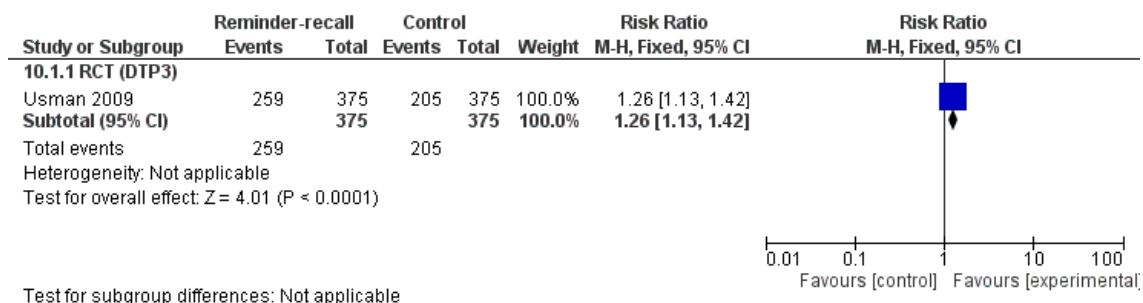 Reminder-recall Control Risk Ratio Risk Ratio
Study or Subgroup Events Total Events Total Weight M-H, Fixed, 95% CI M-H, Fixed, 95% CI
10.1.1 RCT (DTP3)
Usman 2009 259 375 205 375 100.0% 1.26 [1.13, 1.42]
Subtotal (95% CI) 375 375 100.0% 1.26 [1.13, 1.42]
Total events 259 205
Heterogeneity: Not applicable
Test for overall effect: Z = 4.01 (P < 0.0001)
0.01 0.1 1 10 100
Favours [control] Favours [experimental]
Test for subgroup differences: Not applicable